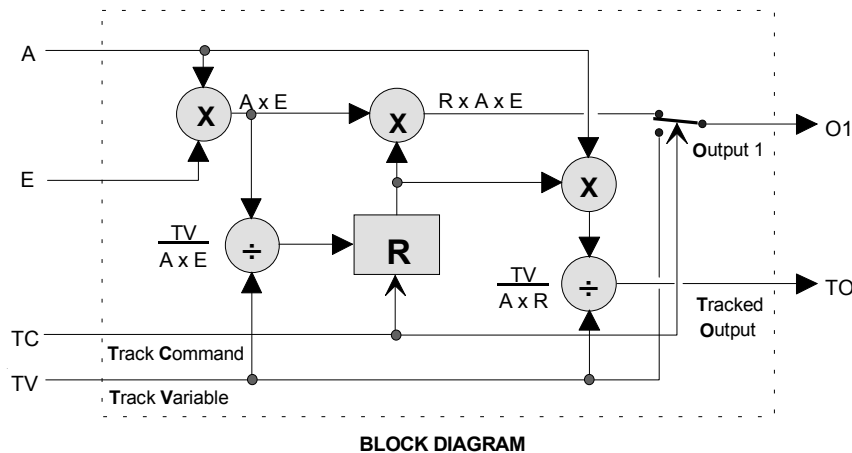 A
X
A x E
X
R x A x E
O1
Output 1
E
X
TV
A x E
÷
R
TV
A x R
÷
TO
Tracked
Output
TC
Track Command
TV
Track Variable
BLOCK DIAGRAM